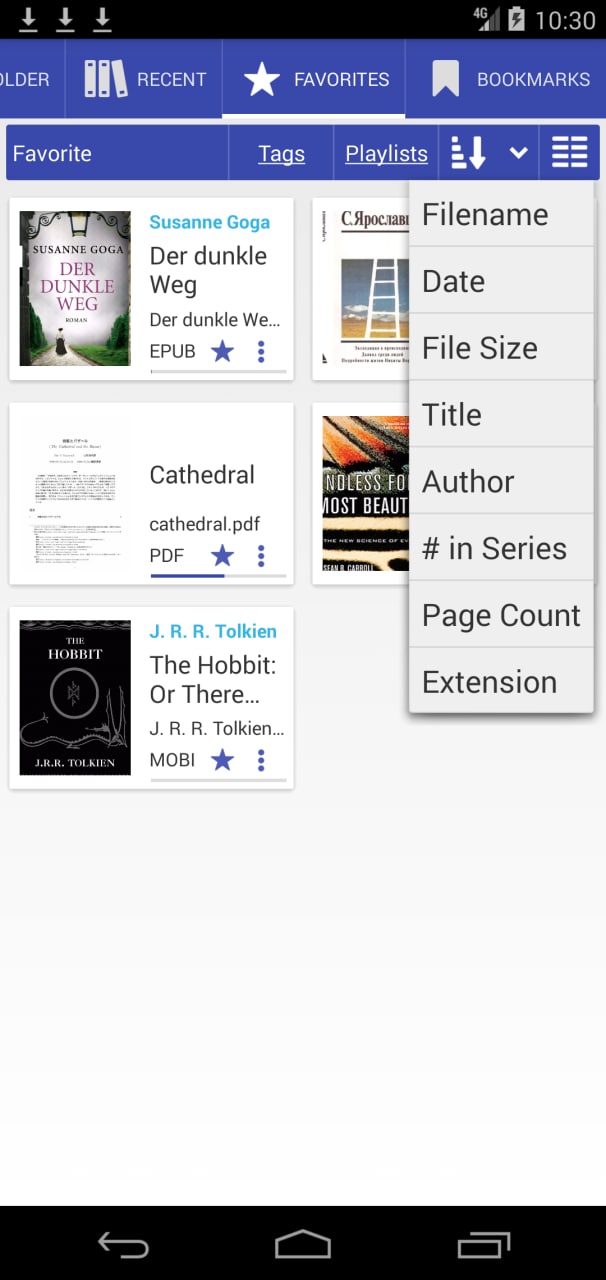 4G 10:30
OLDER RECENT FAVORITES BOOKMARKS
Favorite Tags Playlists
Filename
Date
File Size
Title
Author
# in Series
Page Count
Extension
SUSANNE GOGA
DER
DUNKLE
WEG
ROMAN
Susanne Goga
Der dunkle
Weg
Der dunkle We...
EPUB
С.Ярославц
Cathedral
cathedral.pdf
PDF
NDLESS FO
MOST BEAUT
THE NEW SCIENCE OF EV
SEAN B. CARROLL
THE
HOBBIT
J.R.R. TOLKIEN
J. R. R. Tolkien
The Hobbit:
Or There...
J. R. R. Tolkien...
MOBI